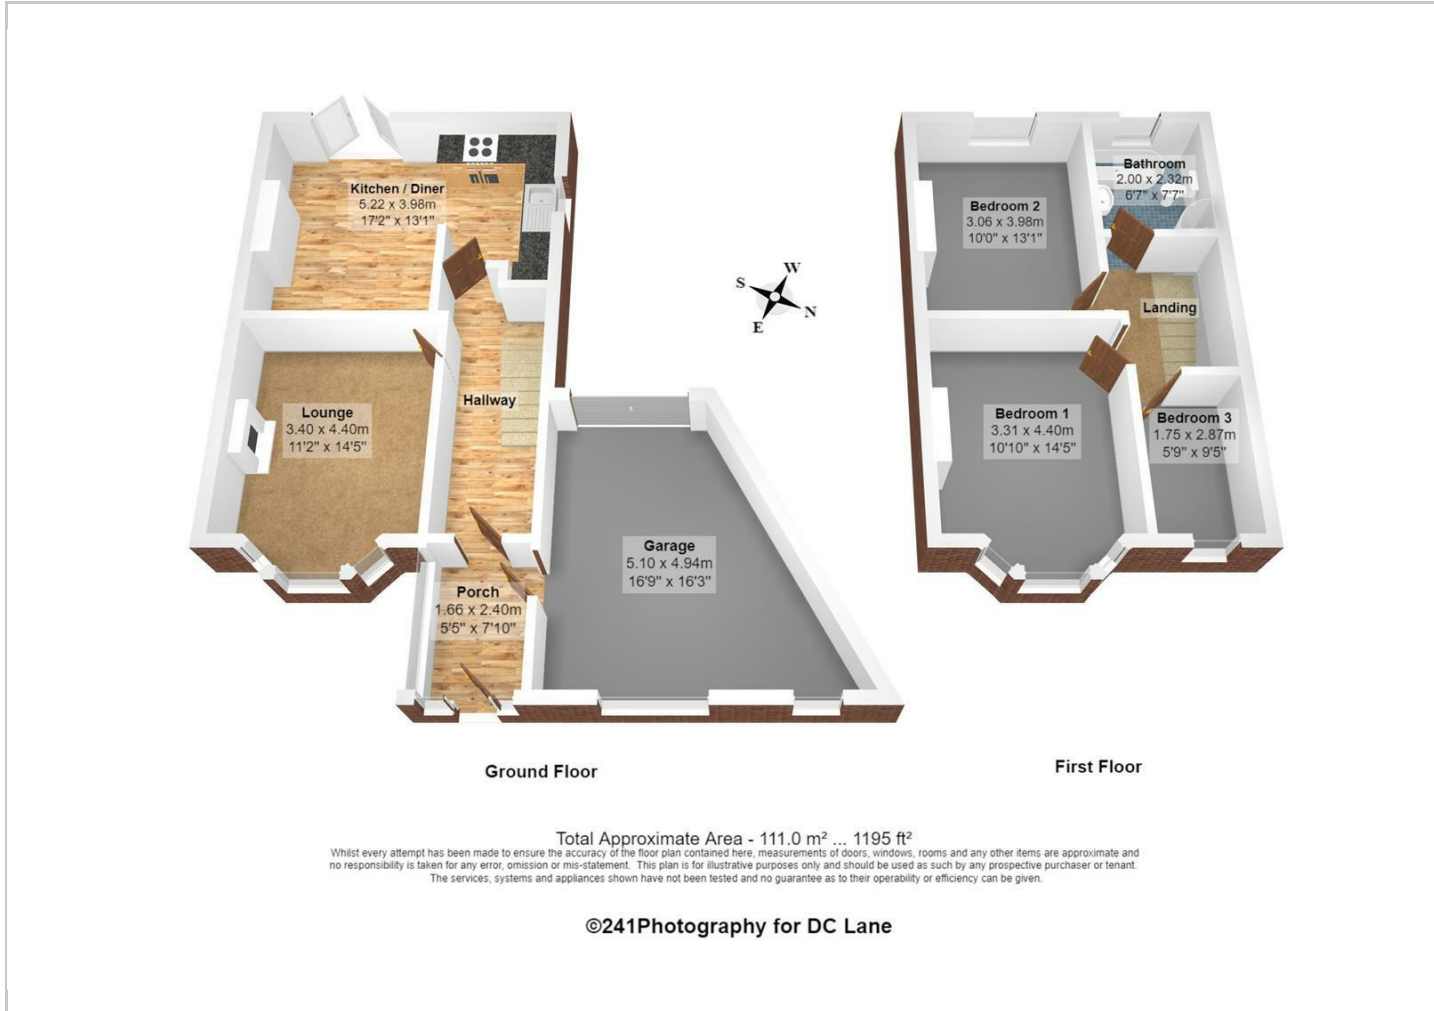 Kitchen / Diner
5.22 x 3.98m
17'2" x 13'1"
Lounge
3.40 x 4.40m
11'2" x 14'5"
Hallway
Porch
1.66 x 2.40m
5'5" x 7'10"
Garage
5.10 x 4.94m
16'9" x 16'3"
Ground Floor
W
S
N
E
Bathroom
2.00 x 2.32m
6'7" x 7'7"
Bedroom 2
3.06 x 3.98m
10'0" x 13'1"
Landing
Bedroom 1
3.31 x 4.40m
10'10" x 14'5"
Bedroom 3
1.75 x 2.87m
5'9" x 9'5"
First Floor
Total Approximate Area - 111.0 m² ... 1195 ft²
Whilst every attempt has been made to ensure the accuracy of the floor plan contained here, measurements of doors, windows, rooms and any other items are approximate and
no responsibility is taken for any error, omission or mis-statement. This plan is for illustrative purposes only and should be used as such by any prospective purchaser or tenant.
The services, systems and appliances shown have not been tested and no guarantee as to their operability or efficiency can be given.
©241Photography for DC Lane